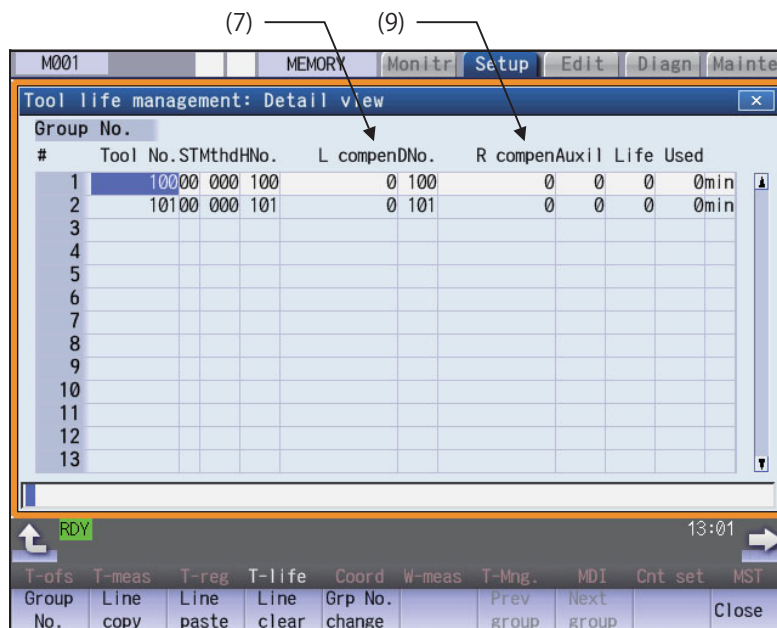 (7) (9)
M001 MEMORY Monitr Setup Edit Diagn Mainte
Tool life management: Detail view ×
Group No.
# Tool No.STMthdHNo. L compenDNo. R compenAuxil Life Used
1 10000 000 100 0 100 0 0 0 0min
2 10100 000 101 0 101 0 0 0 0min
3
4
5
6
7
8
9
10
11
12
13
RDY 13:01
T-ofs T-meas T-reg T-life Coord W-meas T-Mng. MDI Cnt set MST
Group No. Line copy Line paste Line clear Grp No. change Prev group Next group Close